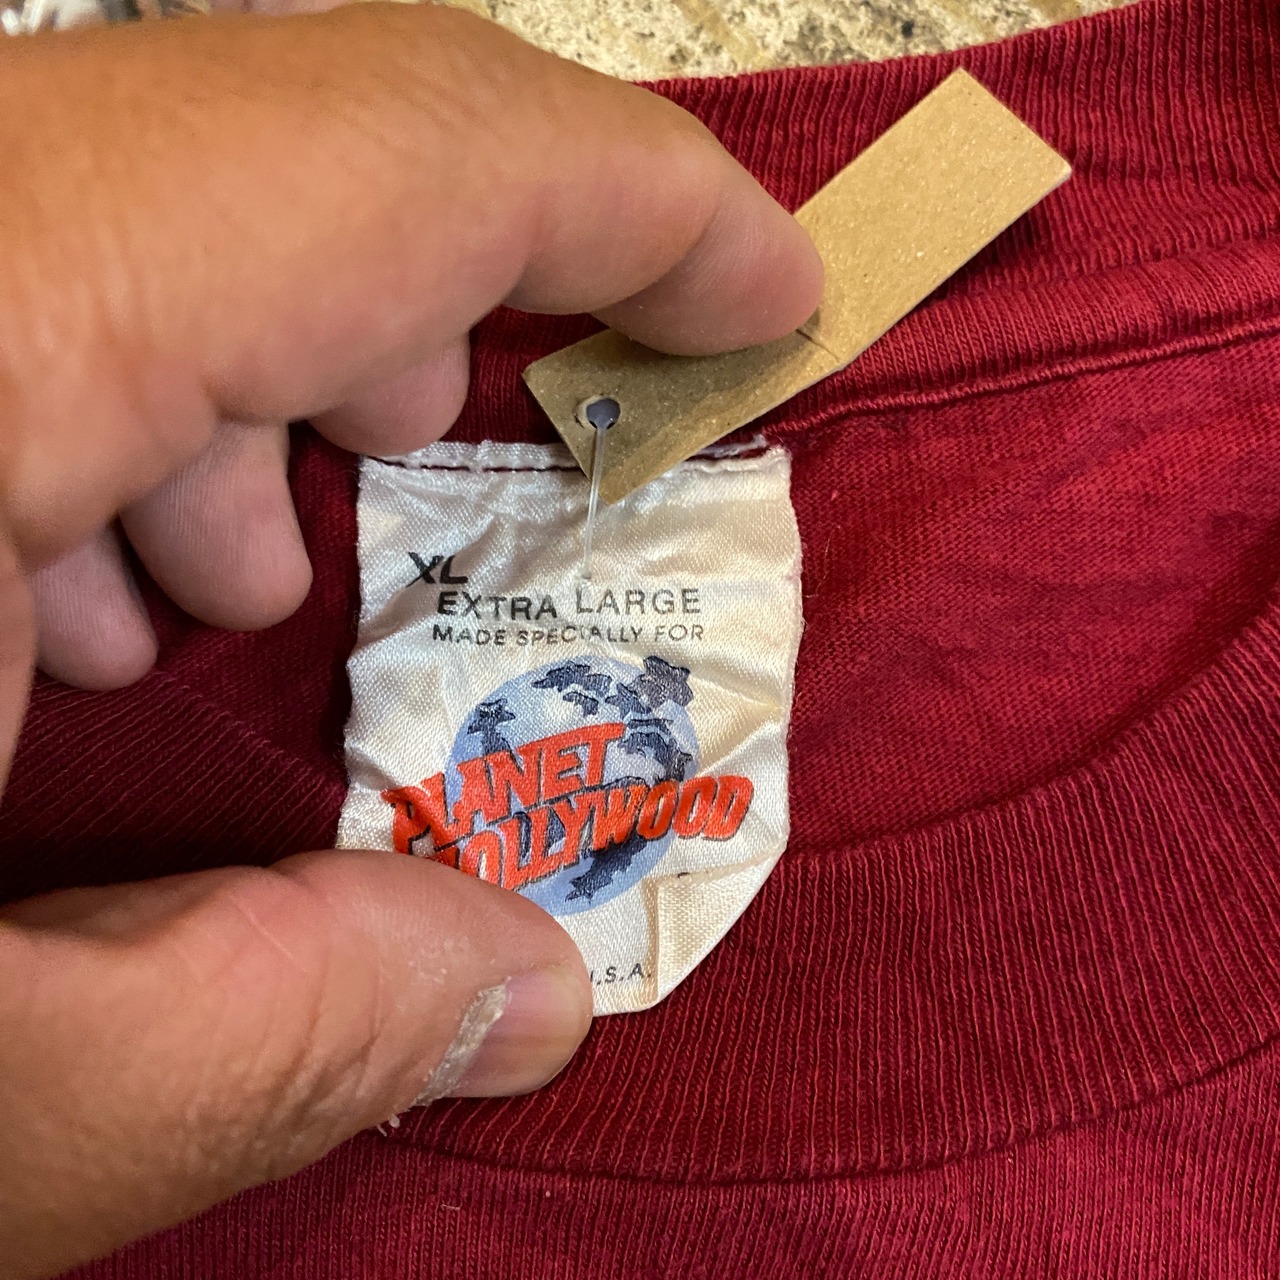 XL
EXTRA LARGE
MADE SPECIALLY FOR
PLANET
HOLLYWOOD
U.S.A.